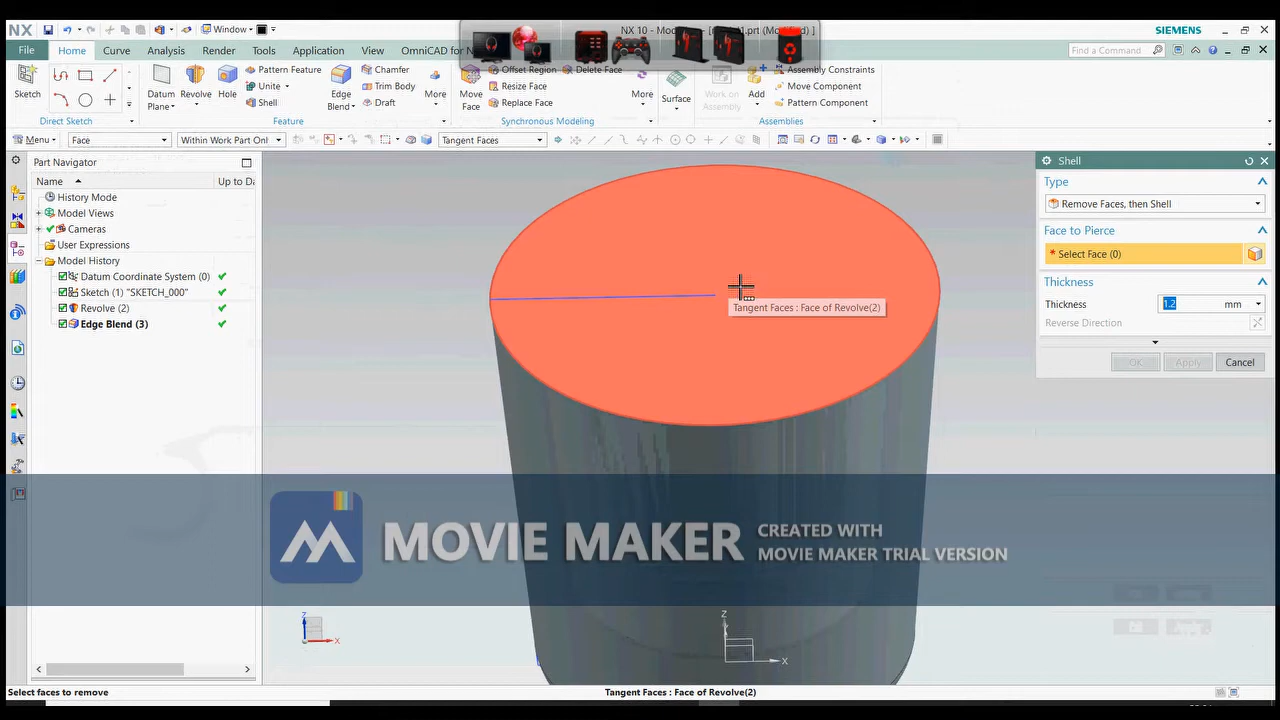 NX
Window
NX 10 - Mod
.prt (Mo
]
SIEMENS
File
Home
Curve
Analysis
Render
Tools
Application
View
OmniCAD for N
Find a Command
Sketch
Direct Sketch
Datum Plane
Revolve
Hole
Pattern Feature
Unite
Shell
Edge Blend
Chamfer
Trim Body
Draft
More
Feature
Move Face
Offset Region
Resize Face
Replace Face
Delete Face
More
Synchronous Modeling
Surface
Work on Assembly
Add
Assembly Constraints
Move Component
Pattern Component
Assemblies
Menu
Face
Within Work Part Onl
Tangent Faces
Part Navigator
Name
Up to Da
History Mode
Model Views
Cameras
User Expressions
Model History
Datum Coordinate System (0)
Sketch (1) "SKETCH_000"
Revolve (2)
Edge Blend (3)
Tangent Faces : Face of Revolve(2)
Shell
Type
Remove Faces, then Shell
Face to Pierce
* Select Face (0)
Thickness
Thickness
1.2
mm
Reverse Direction
OK
Apply
Cancel
MOVIE MAKER
CREATED WITH
MOVIE MAKER TRIAL VERSION
Z
X
Z
Y
X
Select faces to remove
Tangent Faces : Face of Revolve(2)